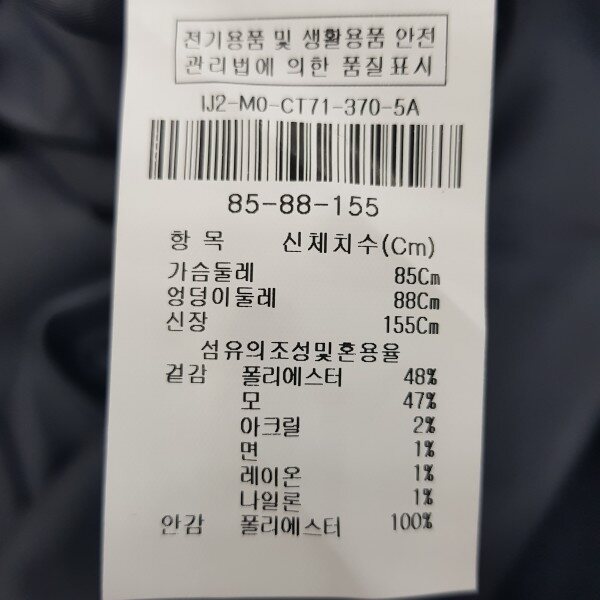 전기용품 및 생활용품 안전
관리법에 의한 품질표시
IJ2-M0-CT71-370-5A
85-88-155
항 목 신체치수(Cm)
가슴둘레 85Cm
엉덩이둘레 88Cm
신장 155Cm
섬유의조성및혼용율
겉감 폴리에스터 48%
모 47%
아크릴 2%
면 1%
레이온 1%
나일론 1%
안감 폴리에스터 100%